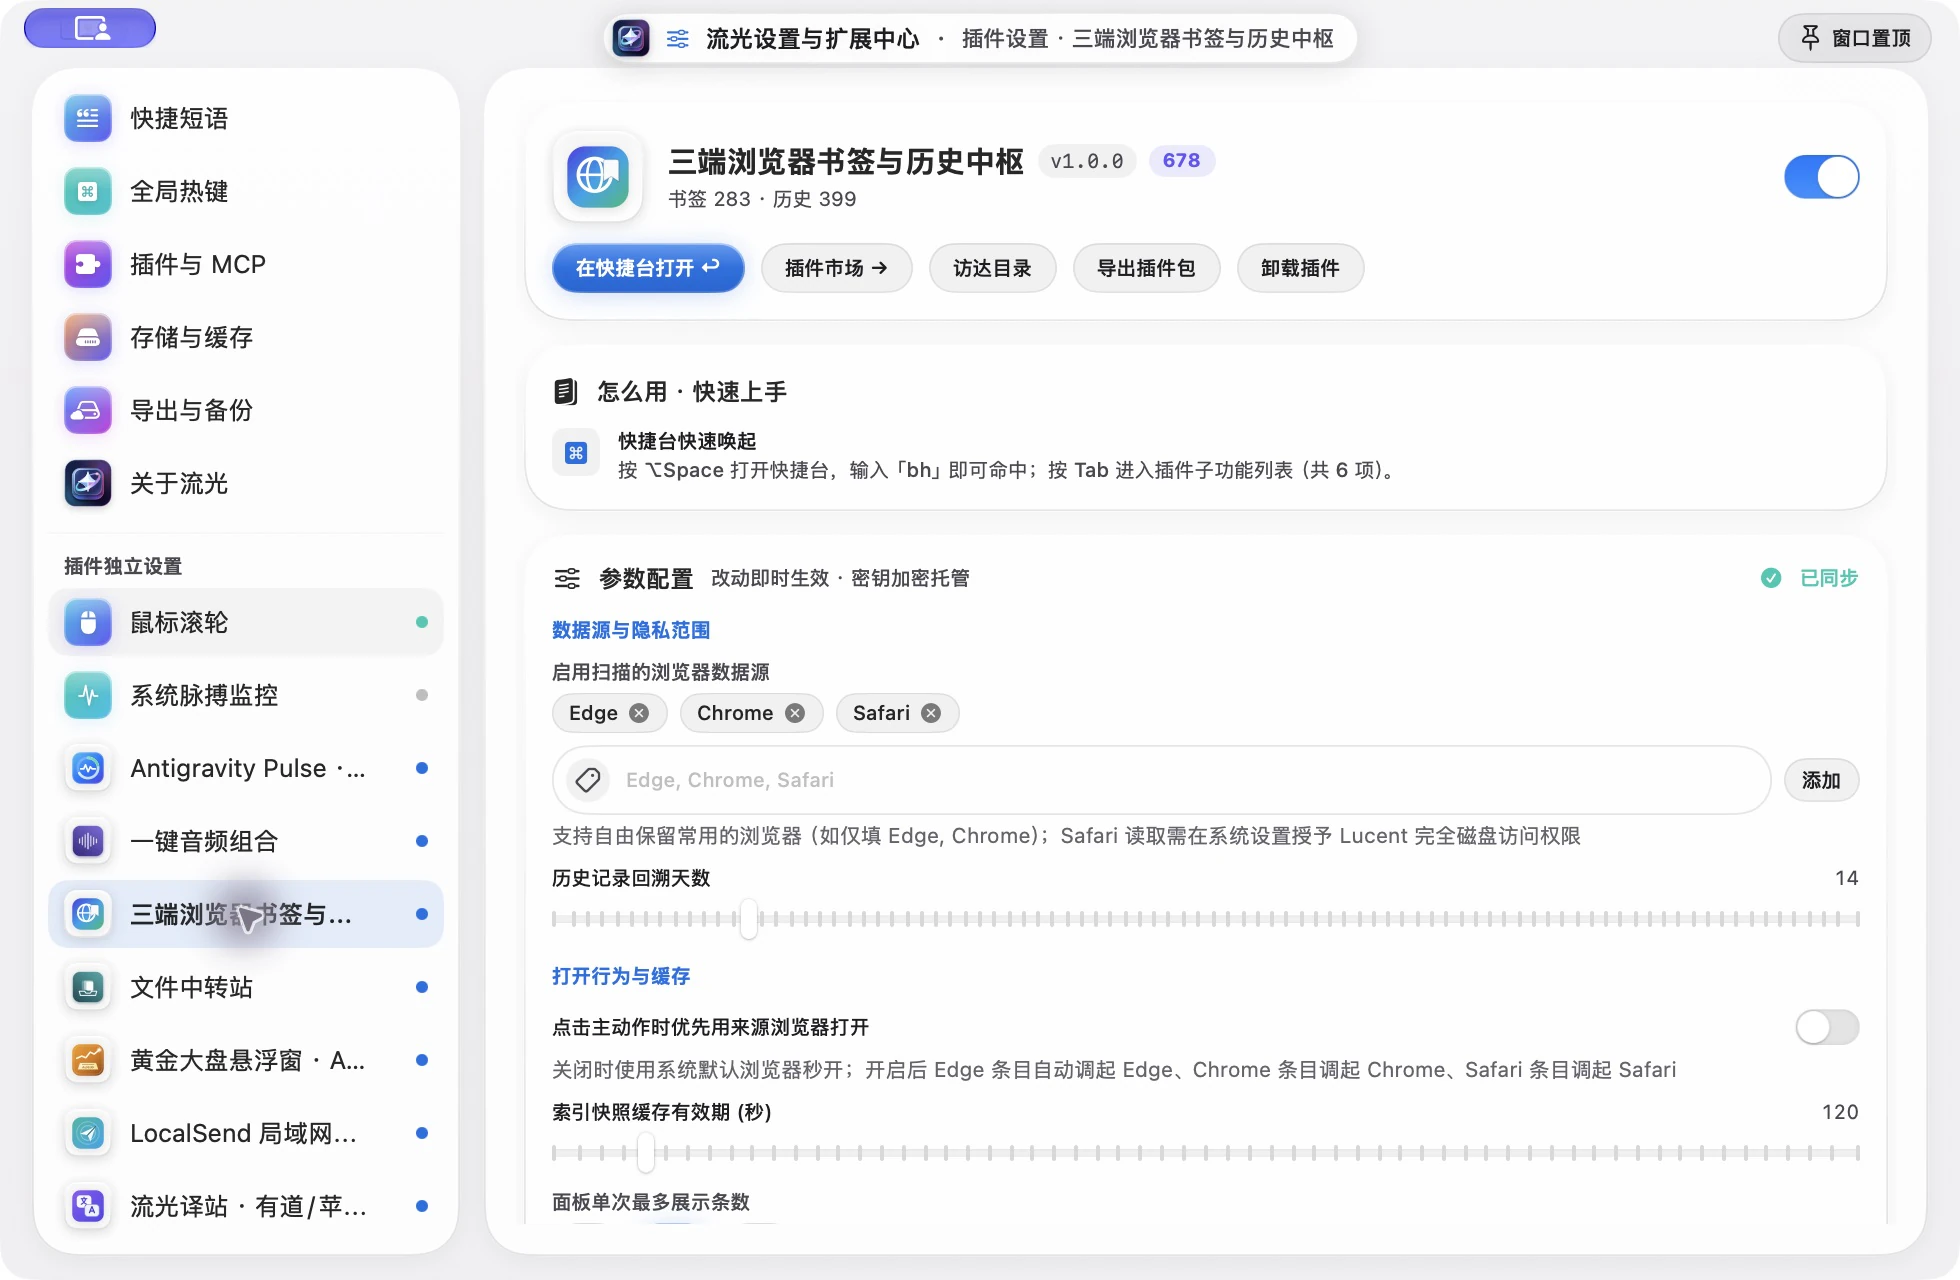 流光设置与扩展中心 · 插件设置 · 三端浏览器书签与历史中枢
窗口置顶
快捷短语
全局热键
插件与 MCP
存储与缓存
导出与备份
关于流光
插件独立设置
鼠标滚轮
系统脉搏监控
Antigravity Pulse ·...
一键音频组合
三端浏览器书签与...
文件中转站
黄金大盘悬浮窗 · A...
LocalSend 局域网...
流光译站 · 有道/苹...
三端浏览器书签与历史中枢 v1.0.0 678
书签 283 · 历史 399
在快捷台打开 ↩
插件市场 →
访达目录
导出插件包
卸载插件
怎么用 · 快速上手
快捷台快速唤起
按 ⌥Space 打开快捷台，输入「bh」即可命中；按 Tab 进入插件子功能列表（共 6 项）。
参数配置 改动即时生效 · 密钥加密托管
已同步
数据源与隐私范围
启用扫描的浏览器数据源
Edge
Chrome
Safari
Edge, Chrome, Safari
添加
支持自由保留常用的浏览器（如仅填 Edge, Chrome）；Safari 读取需在系统设置授予 Lucent 完全磁盘访问权限
历史记录回溯天数
14
打开行为与缓存
点击主动作时优先用来源浏览器打开
关闭时使用系统默认浏览器秒开；开启后 Edge 条目自动调起 Edge、Chrome 条目调起 Chrome、Safari 条目调起 Safari
索引快照缓存有效期 (秒)
120
面板单次最多展示条数